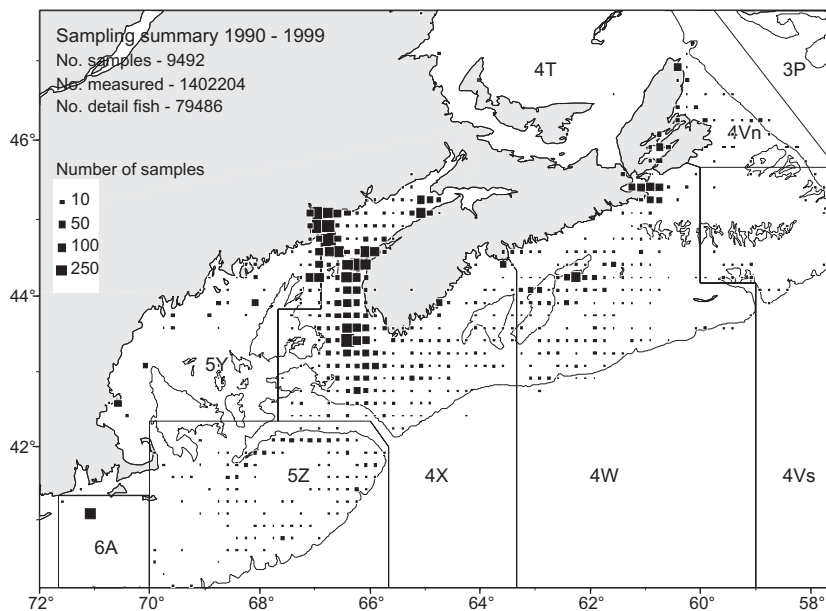 Sampling summary 1990 - 1999
No. samples - 9492
No. measured - 1402204
No. detail fish - 79486
Number of samples
10
50
100
250
4T
3P
4Vn
46°
44°
42°
5Y
5Z
4X
4W
4Vs
6A
72
70
68
66°
64
62
60
58°